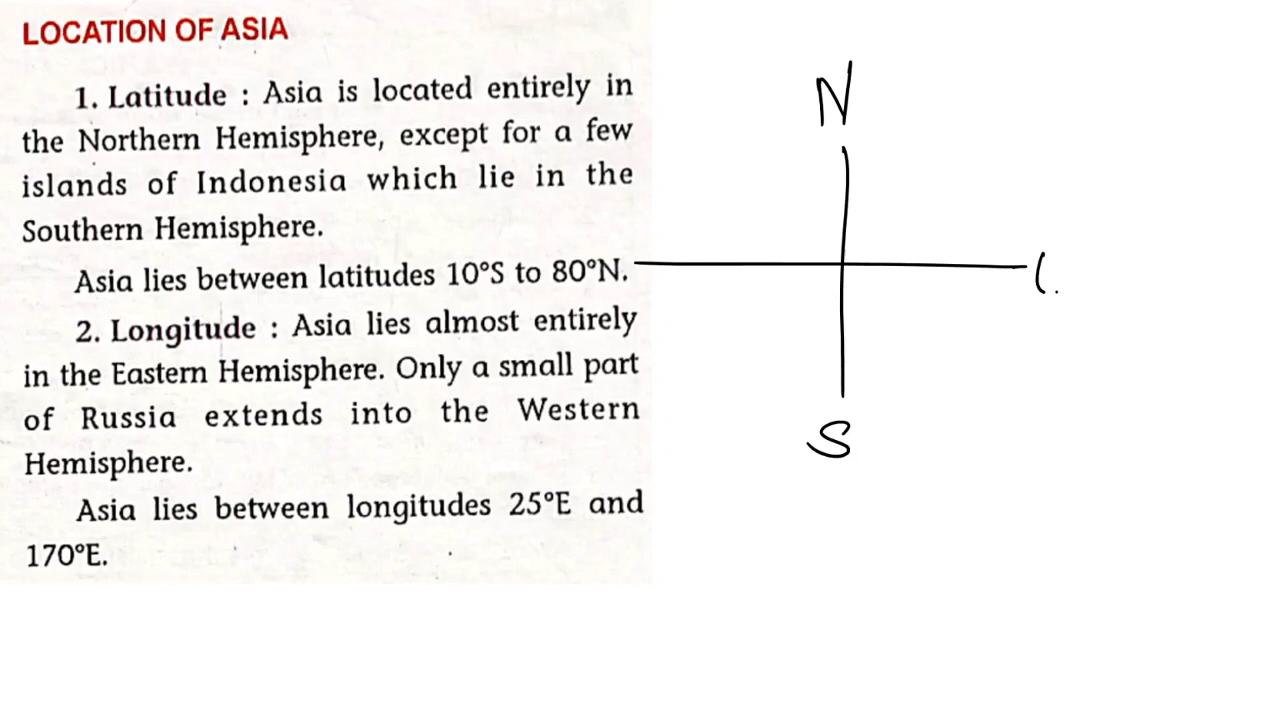 LOCATION OF ASIA
1. Latitude : Asia is located entirely in
the Northern Hemisphere, except for a few
islands of Indonesia which lie in the
Southern Hemisphere.
Asia lies between latitudes 10°S to 80°N.
2. Longitude : Asia lies almost entirely
in the Eastern Hemisphere. Only a small part
of Russia extends into the Western
Hemisphere.
Asia lies between longitudes 25°E and
170°E.
N
S